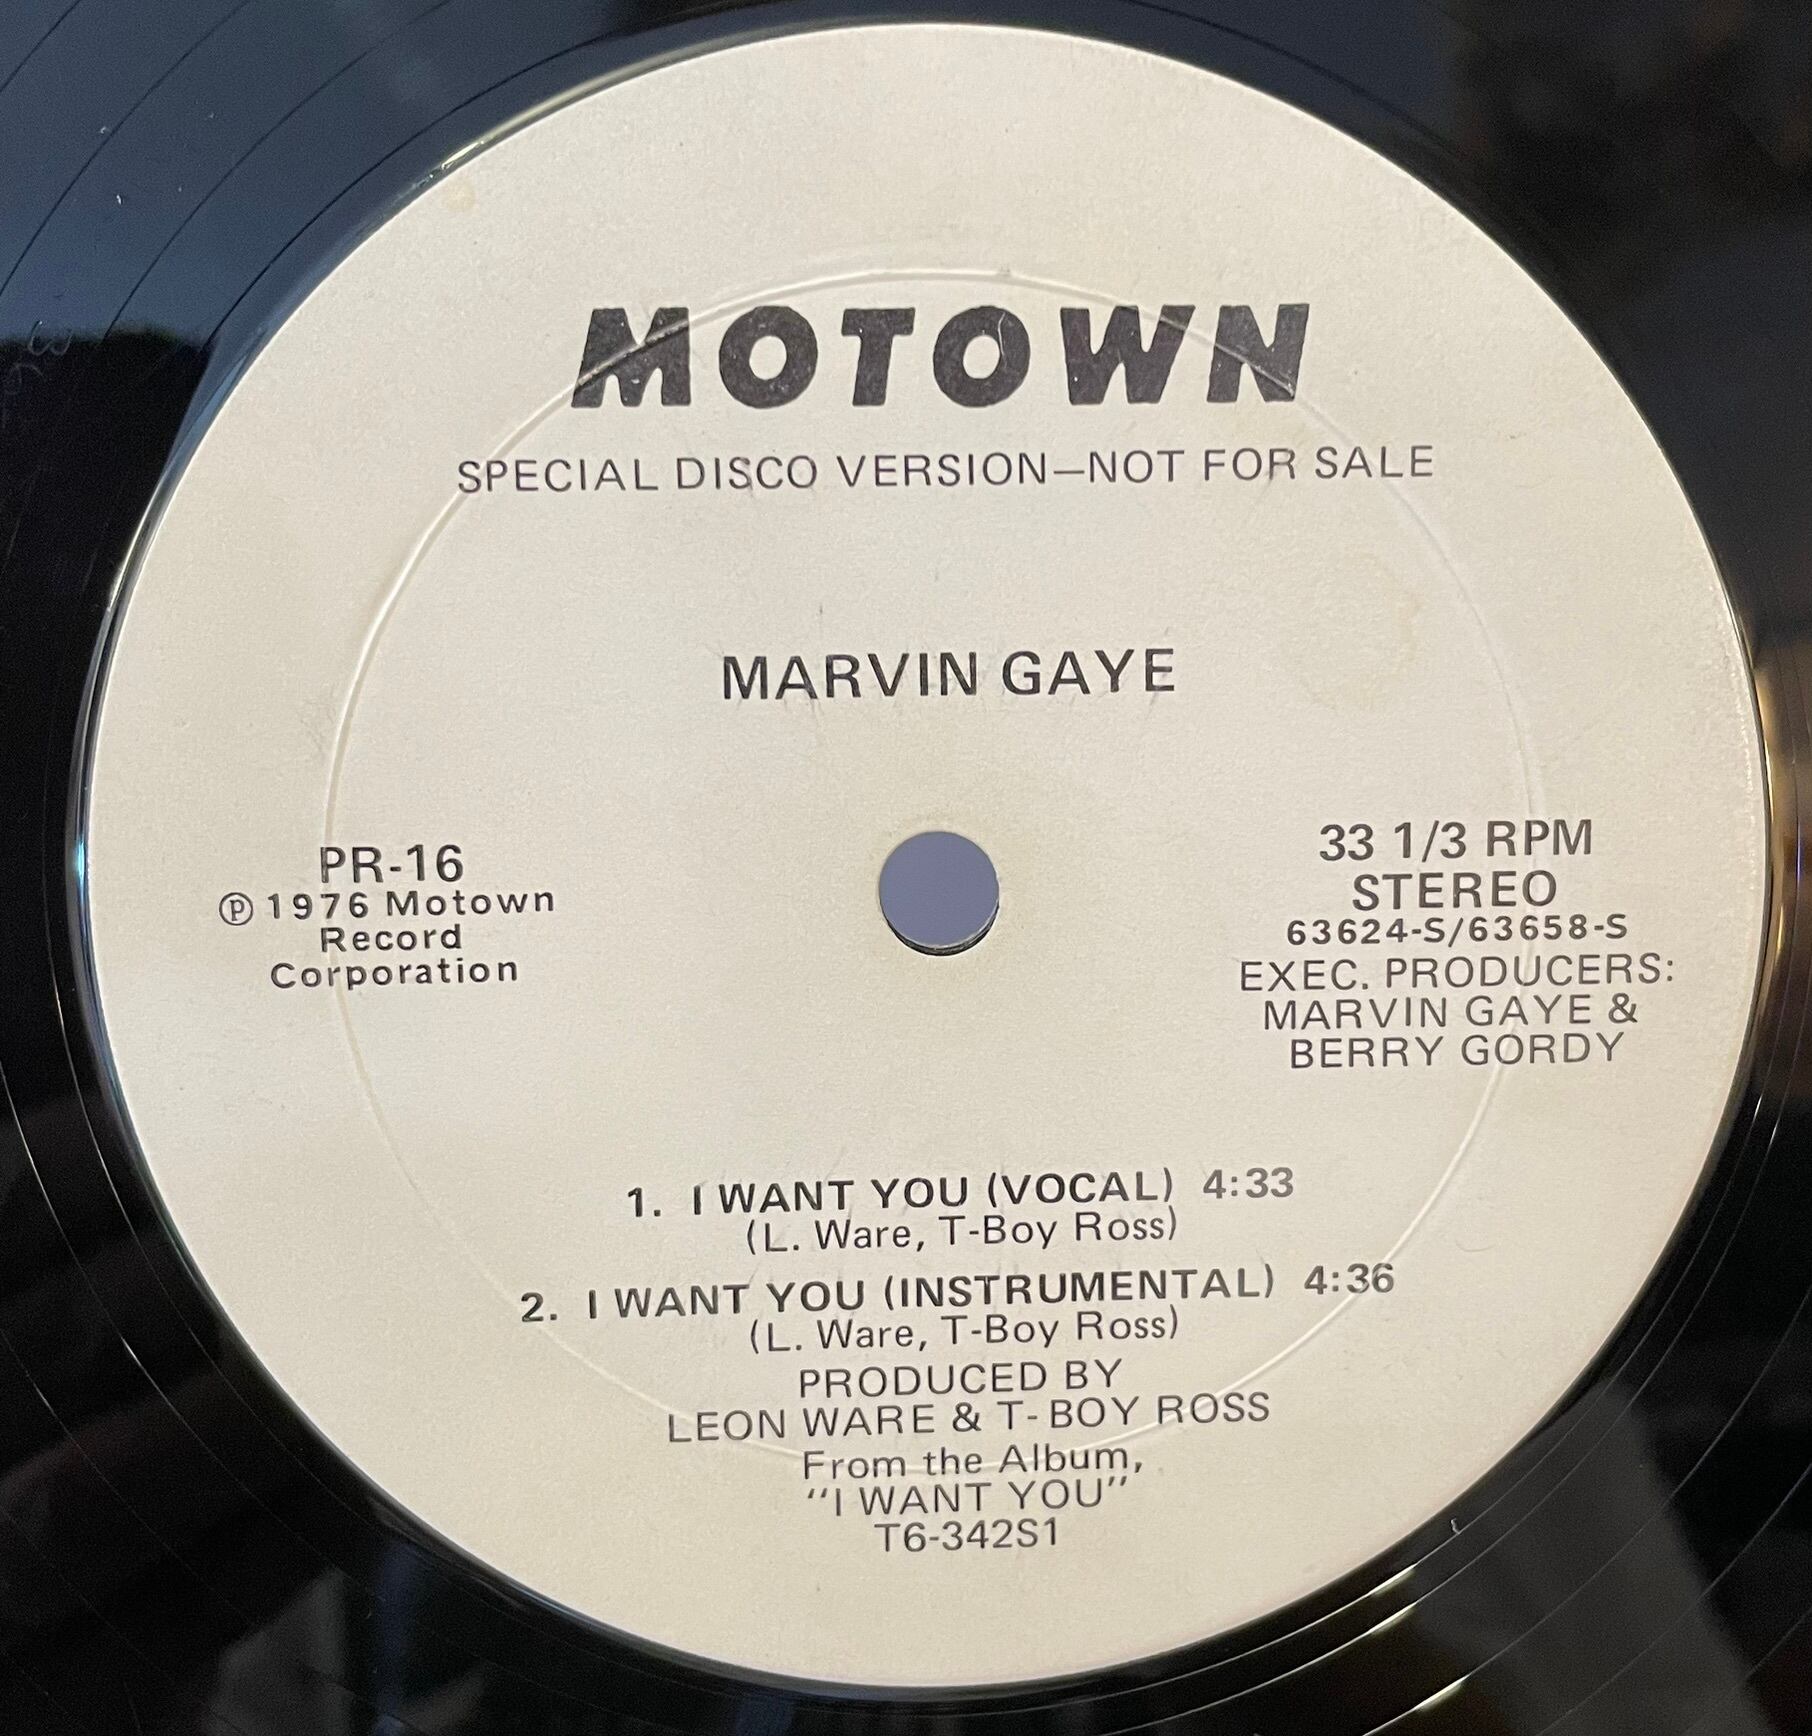 MOTOWN
SPECIAL DISCO VERSION—NOT FOR SALE
MARVIN GAYE
PR-16
℗ 1976 Motown
Record
Corporation
33 1/3 RPM
STEREO
63624-S/63658-S
EXEC. PRODUCERS:
MARVIN GAYE &
BERRY GORDY
1. I WANT YOU (VOCAL) 4:33
(L. Ware, T-Boy Ross)
2. I WANT YOU (INSTRUMENTAL) 4:36
(L. Ware, T-Boy Ross)
PRODUCED BY
LEON WARE & T-BOY ROSS
From the Album,
"I WANT YOU"
T6-342S1